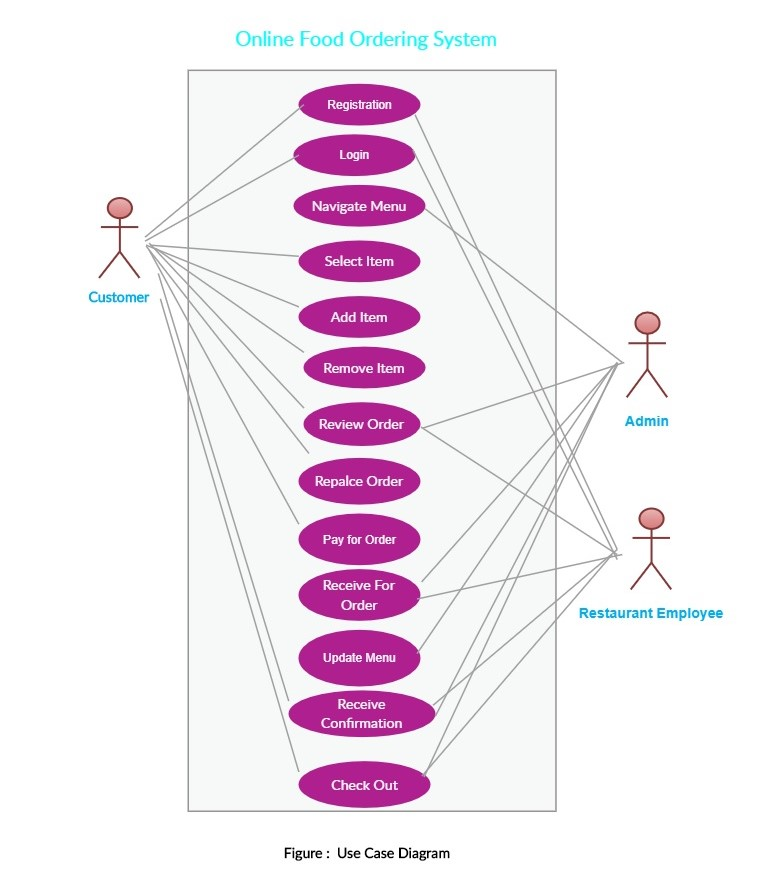 Online Food Ordering System
Registration
Login
Navigate Menu
Select Item
Customer
Add Item
Remove Item
Admin
Review Order
Repalce Order
Pay for Order
Receive For
Order
Restaurant Employee
Update Menu
Receive
Confirmation
Check Out
Figure : Use Case Diagram